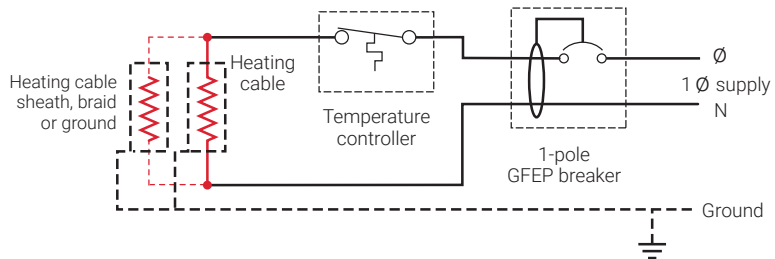 Heating cable
sheath, braid
or ground
Heating
cable
Temperature
controller
1-pole
GFEP breaker
Ø
1 Ø supply
N
Ground